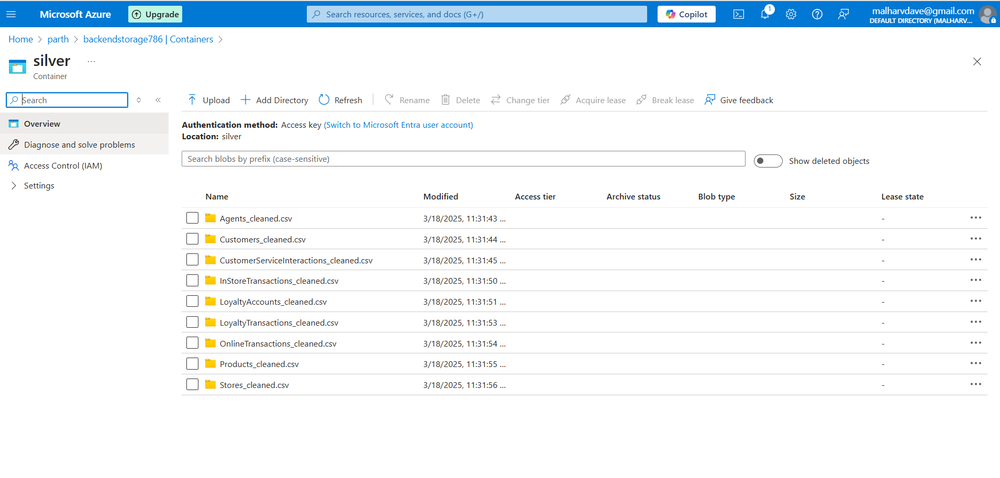 Microsoft Azure
Upgrade
Search resources, services, and docs (G+/)
Copilot
1
malharvdave@gmail.com
DEFAULT DIRECTORY (MALHARV...
Home > parth > backendstorage786 | Containers >
silver ...
Container
Search
Overview
Diagnose and solve problems
Access Control (IAM)
Settings
Upload Add Directory Refresh Rename Delete Change tier Acquire lease Break lease Give feedback
Authentication method: Access key (Switch to Microsoft Entra user account)
Location: silver
Search blobs by prefix (case-sensitive)
Show deleted objects
Name Modified Access tier Archive status Blob type Size Lease state
Agents_cleaned.csv 3/18/2025, 11:31:43 ... -
Customers_cleaned.csv 3/18/2025, 11:31:44 ... -
CustomerServiceInteractions_cleaned.csv 3/18/2025, 11:31:45 ... -
InStoreTransactions_cleaned.csv 3/18/2025, 11:31:50 ... -
LoyaltyAccounts_cleaned.csv 3/18/2025, 11:31:51 ... -
LoyaltyTransactions_cleaned.csv 3/18/2025, 11:31:53 ... -
OnlineTransactions_cleaned.csv 3/18/2025, 11:31:54 ... -
Products_cleaned.csv 3/18/2025, 11:31:55 ... -
Stores_cleaned.csv 3/18/2025, 11:31:56 ... -